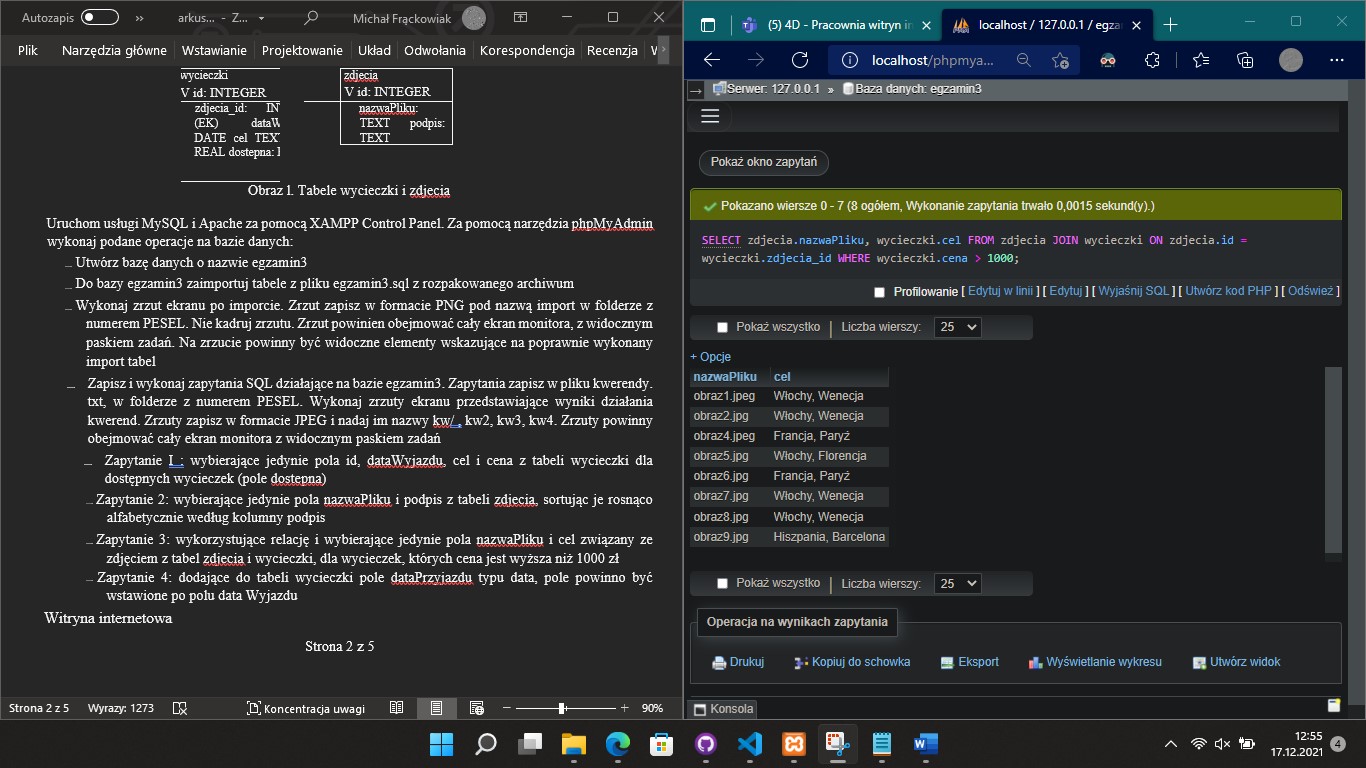 Autozapis
arkus... - Z...
Michał Frąckowiak
Plik Narzędzia główne Wstawianie Projektowanie Układ Odwołania Korespondencja Recenzja W
wycieczki
V id: INTEGER
zdjecia_id: IN
(EK) dataW
DATE cel TEX
REAL dostepna: I
zdjecia
V id: INTEGER
nazwaPliku:
TEXT podpis:
TEXT
Obraz 1. Tabele wycieczki i zdjecia
Uruchom usługi MySQL i Apache za pomocą XAMPP Control Panel. Za pomocą narzędzia phpMyAdmin
wykonaj podane operacje na bazie danych:
_ Utwórz bazę danych o nazwie egzamin3
_ Do bazy egzamin3 zaimportuj tabele z pliku egzamin3.sql z rozpakowanego archiwum
_ Wykonaj zrzut ekranu po imporcie. Zrzut zapisz w formacie PNG pod nazwą import w folderze z
numerem PESEL. Nie kadruj zrzutu. Zrzut powinien obejmować cały ekran monitora, z widocznym
paskiem zadań. Na zrzucie powinny być widoczne elementy wskazujące na poprawnie wykonany
import tabel
_ Zapisz i wykonaj zapytania SQL działające na bazie egzamin3. Zapytania zapisz w pliku kwerendy.
txt, w folderze z numerem PESEL. Wykonaj zrzuty ekranu przedstawiające wyniki działania
kwerend. Zrzuty zapisz w formacie JPEG i nadaj im nazwy kw/ , kw2, kw3, kw4. Zrzuty powinny
obejmować cały ekran monitora z widocznym paskiem zadań
_ Zapytanie I : wybierające jedynie pola id, dataWyjazdu, cel i cena z tabeli wycieczki dla
dostępnych wycieczek (pole dostepna)
_ Zapytanie 2: wybierające jedynie pola nazwaPliku i podpis z tabeli zdjecia, sortując je rosnąco
alfabetycznie według kolumny podpis
_ Zapytanie 3: wykorzystujące relację i wybierające jedynie pola nazwaPliku i cel związany ze
zdjęciem z tabel zdjecia i wycieczki, dla wycieczek, których cena jest wyższa niż 1000 zł
_ Zapytanie 4: dodające do tabeli wycieczki pole dataPrzyjazdu typu data, pole powinno być
wstawione po polu data Wyjazdu
Witryna internetowa
Strona 2 z 5
Strona 2 z 5 Wyrazy: 1273 Koncentracja uwagi 90%
(5) 4D - Pracownia witryn in
localhost / 127.0.0.1 / egza
localhost/phpmya...
Serwer: 127.0.0.1 » Baza danych: egzamin3
Pokaż okno zapytań
Pokazano wiersze 0 - 7 (8 ogółem, Wykonanie zapytania trwało 0,0015 sekund(y).)
SELECT zdjecia.nazwaPliku, wycieczki.cel FROM zdjecia JOIN wycieczki ON zdjecia.id =
wycieczki.zdjecia_id WHERE wycieczki.cena > 1000;
Profilowanie [ Edytuj w linii ] [ Edytuj ] [ Wyjaśnij SQL ] [ Utwórz kod PHP ] [ Odśwież ]
Pokaż wszystko | Liczba wierszy: 25
+ Opcje
nazwaPliku cel
obraz1.jpeg Włochy, Wenecja
obraz2.jpg Włochy, Wenecja
obraz4.jpeg Francja, Paryż
obraz5.jpg Włochy, Florencja
obraz6.jpg Francja, Paryż
obraz7.jpg Włochy, Wenecja
obraz8.jpg Włochy, Wenecja
obraz9.jpg Hiszpania, Barcelona
Pokaż wszystko | Liczba wierszy: 25
Operacja na wynikach zapytania
Drukuj Kopiuj do schowka Eksport Wyświetlanie wykresu Utwórz widok
Konsola
12:55
17.12.2021
4